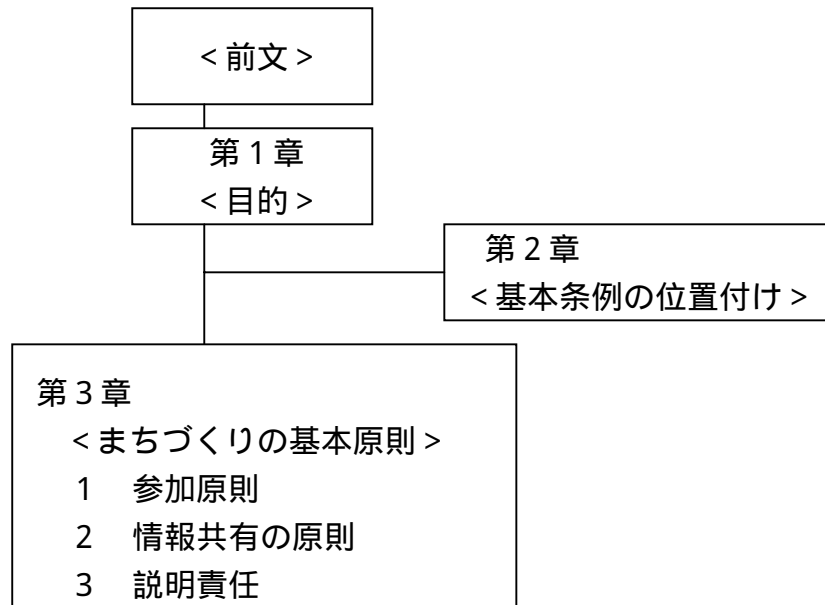 <前文>
第1章
<目的>
第2章
<基本条例の位置付け>
第3章
<まちづくりの基本原則>
1 参加原則
2 情報共有の原則
3 説明責任